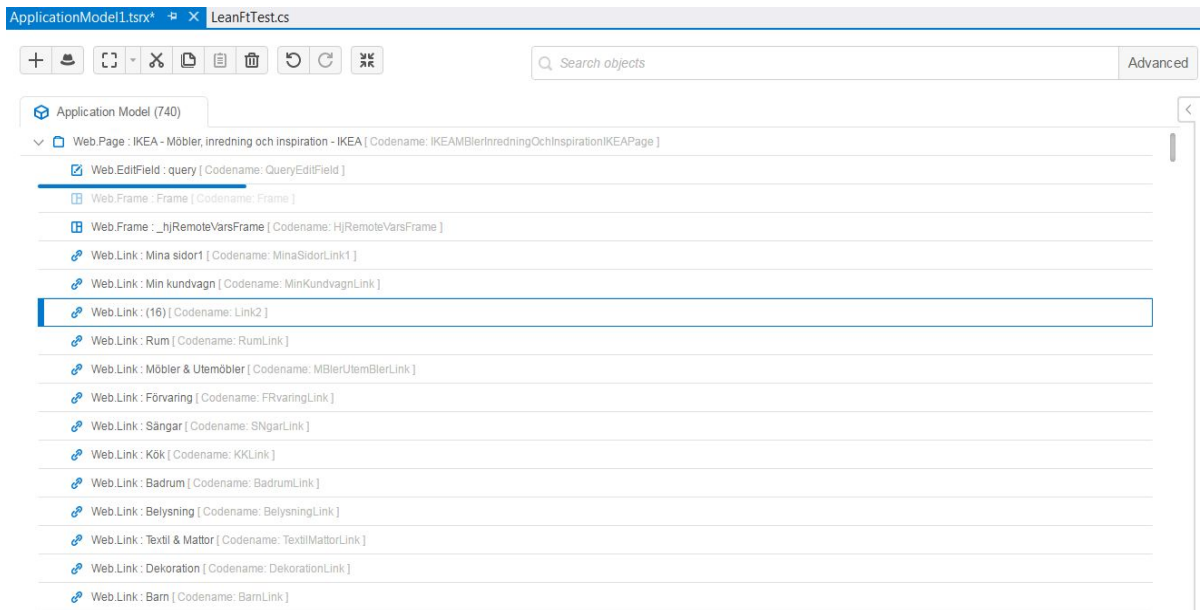 ApplicationModel1.tsrx* LeanFtTest.cs
Search objects Advanced
Application Model (740)
Web.Page : IKEA - Möbler, inredning och inspiration - IKEA [ Codename: IKEAMBlerInredningOchInspirationIKEAPage ]
Web.EditField : query [ Codename: QueryEditField ]
Web.Frame : Frame [ Codename: Frame ]
Web.Frame : _hjRemoteVarsFrame [ Codename: HjRemoteVarsFrame ]
Web.Link : Mina sidor1 [ Codename: MinaSidorLink1 ]
Web.Link : Min kundvagn [ Codename: MinKundvagnLink ]
Web.Link : (16) [ Codename: Link2 ]
Web.Link : Rum [ Codename: RumLink ]
Web.Link : Möbler & Utemöbler [ Codename: MBlerUtemBlerLink ]
Web.Link : Förvaring [ Codename: FRvaringLink ]
Web.Link : Sängar [ Codename: SNgarLink ]
Web.Link : Kök [ Codename: KKLink ]
Web.Link : Badrum [ Codename: BadrumLink ]
Web.Link : Belysning [ Codename: BelysningLink ]
Web.Link : Textil & Mattor [ Codename: TextilMattorLink ]
Web.Link : Dekoration [ Codename: DekorationLink ]
Web.Link : Barn [ Codename: BarnLink ]